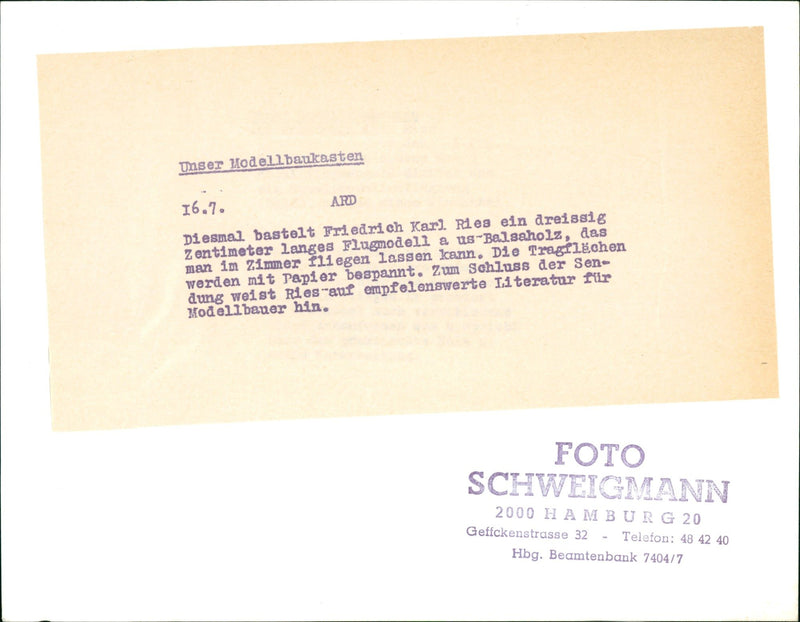 Unser Modellbaukasten
I6.7. ARD
Diesmal bastelt Friedrich Karl Ries ein dreissig
Zentimeter langes Flugmodell a us-Balsaholz, das
man im Zimmer fliegen lassen kann. Die Tragflächen
werden mit Papier bespannt. Zum Schluss der Sen-
dung weist Ries-auf empfelenswerte Literatur für
Modellbauer hin.
FOTO
SCHWEIGMANN
2000 HAMBURG 20
Geffckenstrasse 32 - Telefon: 48 42 40
Hbg. Beamtenbank 7404/7